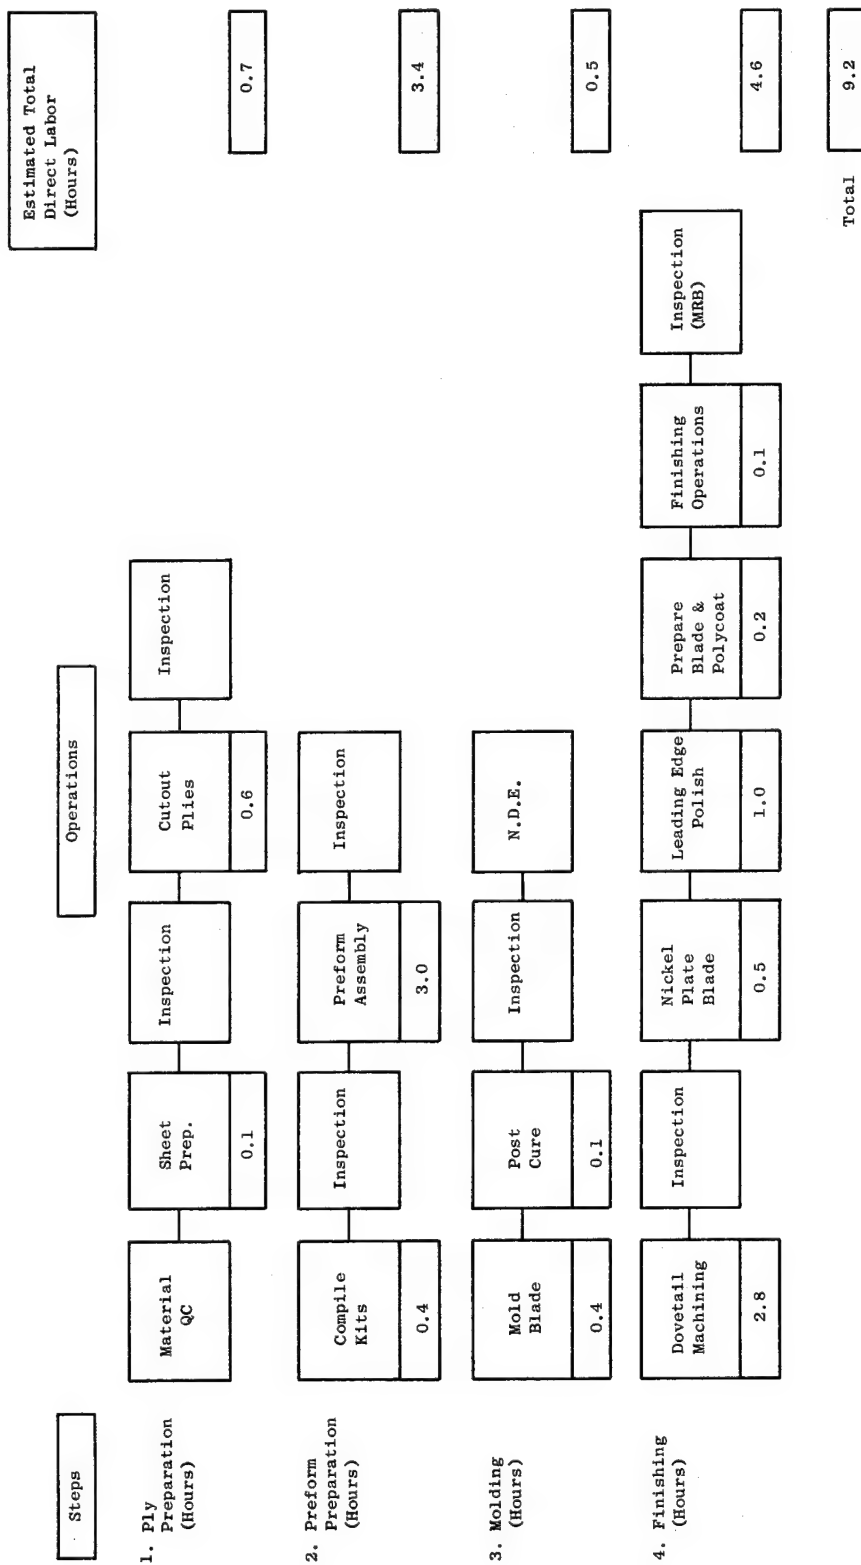 Steps
Operations
Estimated Total
Direct Labor
(Hours)
1. Ply
Preparation
(Hours)
Material
QC
Sheet
Prep.
0.1
Inspection
Cutout
Plies
0.6
Inspection
0.7
2. Preform
Preparation
(Hours)
Compile
Kits
0.4
Inspection
Preform
Assembly
3.0
Inspection
3.4
3. Molding
(Hours)
Mold
Blade
0.4
Post
Cure
0.1
Inspection
N.D.E.
0.5
4. Finishing
(Hours)
Dovetail
Machining
2.8
Inspection
Nickel
Plate
Blade
0.5
Leading Edge
Polish
1.0
Prepare
Blade &
Polycoat
0.2
Finishing
Operations
0.1
Inspection
(MRB)
4.6
Total
9.2